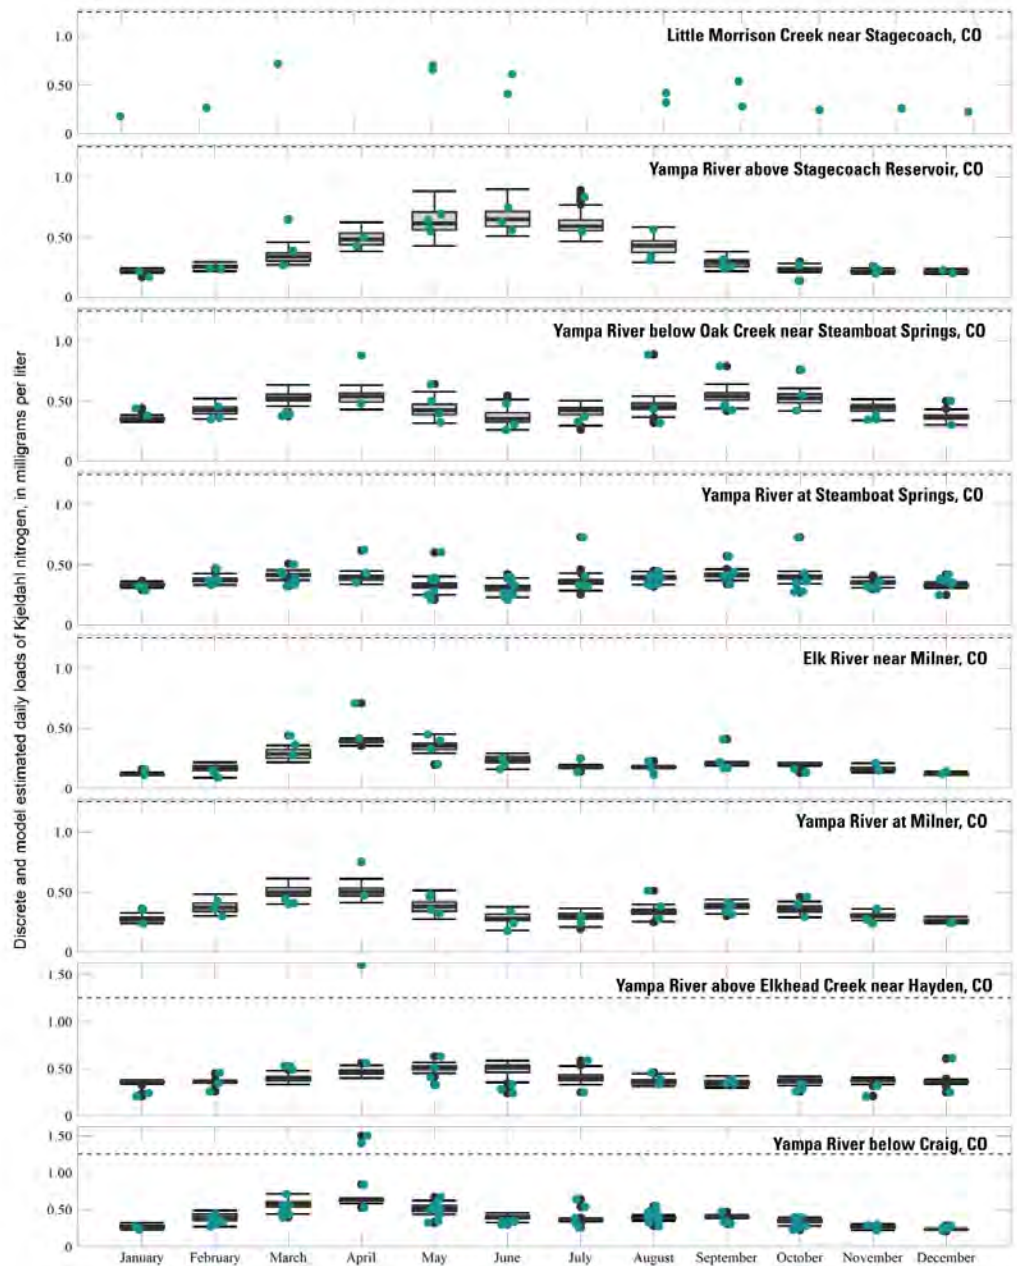 Discrete and model estimated daily loads of Kjeldahl nitrogen, in milligrams per liter
Little Morrison Creek near Stagecoach, CO
1.0
0.50
0
Yampa River above Stagecoach Reservoir, CO
1.0
0.50
0
Yampa River below Oak Creek near Steamboat Springs, CO
1.0
0.50
0
Yampa River at Steamboat Springs, CO
1.0
0.50
0
Elk River near Milner, CO
1.0
0.50
0
Yampa River at Milner, CO
1.0
0.50
0
Yampa River above Elkhead Creek near Hayden, CO
1.50
1.00
0.50
0
Yampa River below Craig, CO
1.50
1.00
0.50
0
January February March April May June July August September October November December